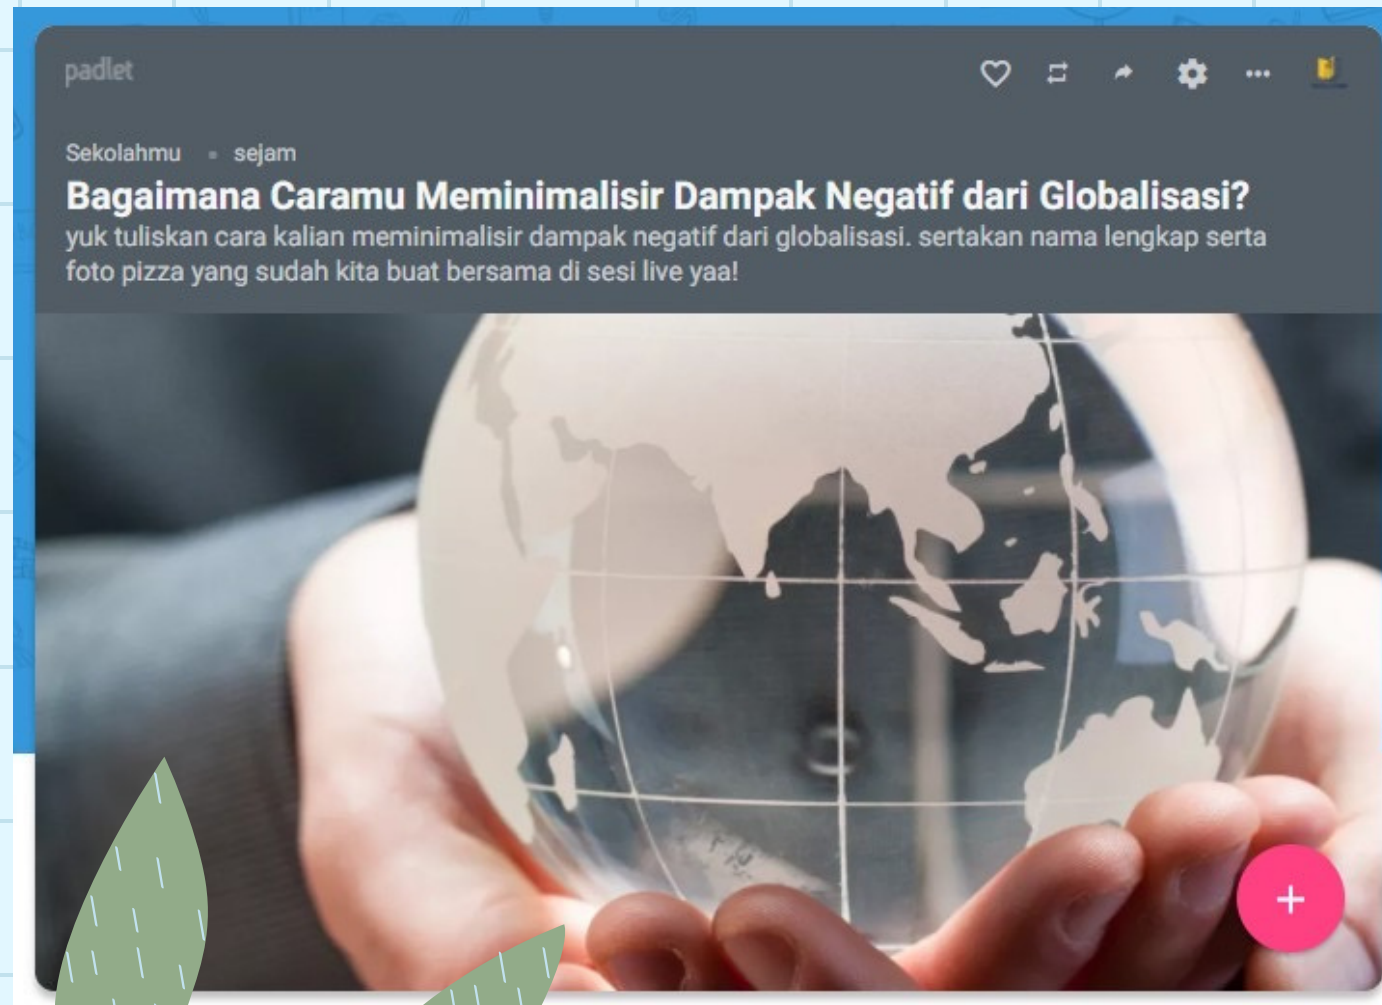 padlet
Sekolahmu • sejam
Bagaimana Caramu Meminimalisir Dampak Negatif dari Globalisasi?
yuk tuliskan cara kalian meminimalisir dampak negatif dari globalisasi. sertakan nama lengkap serta
foto pizza yang sudah kita buat bersama di sesi live yaa!